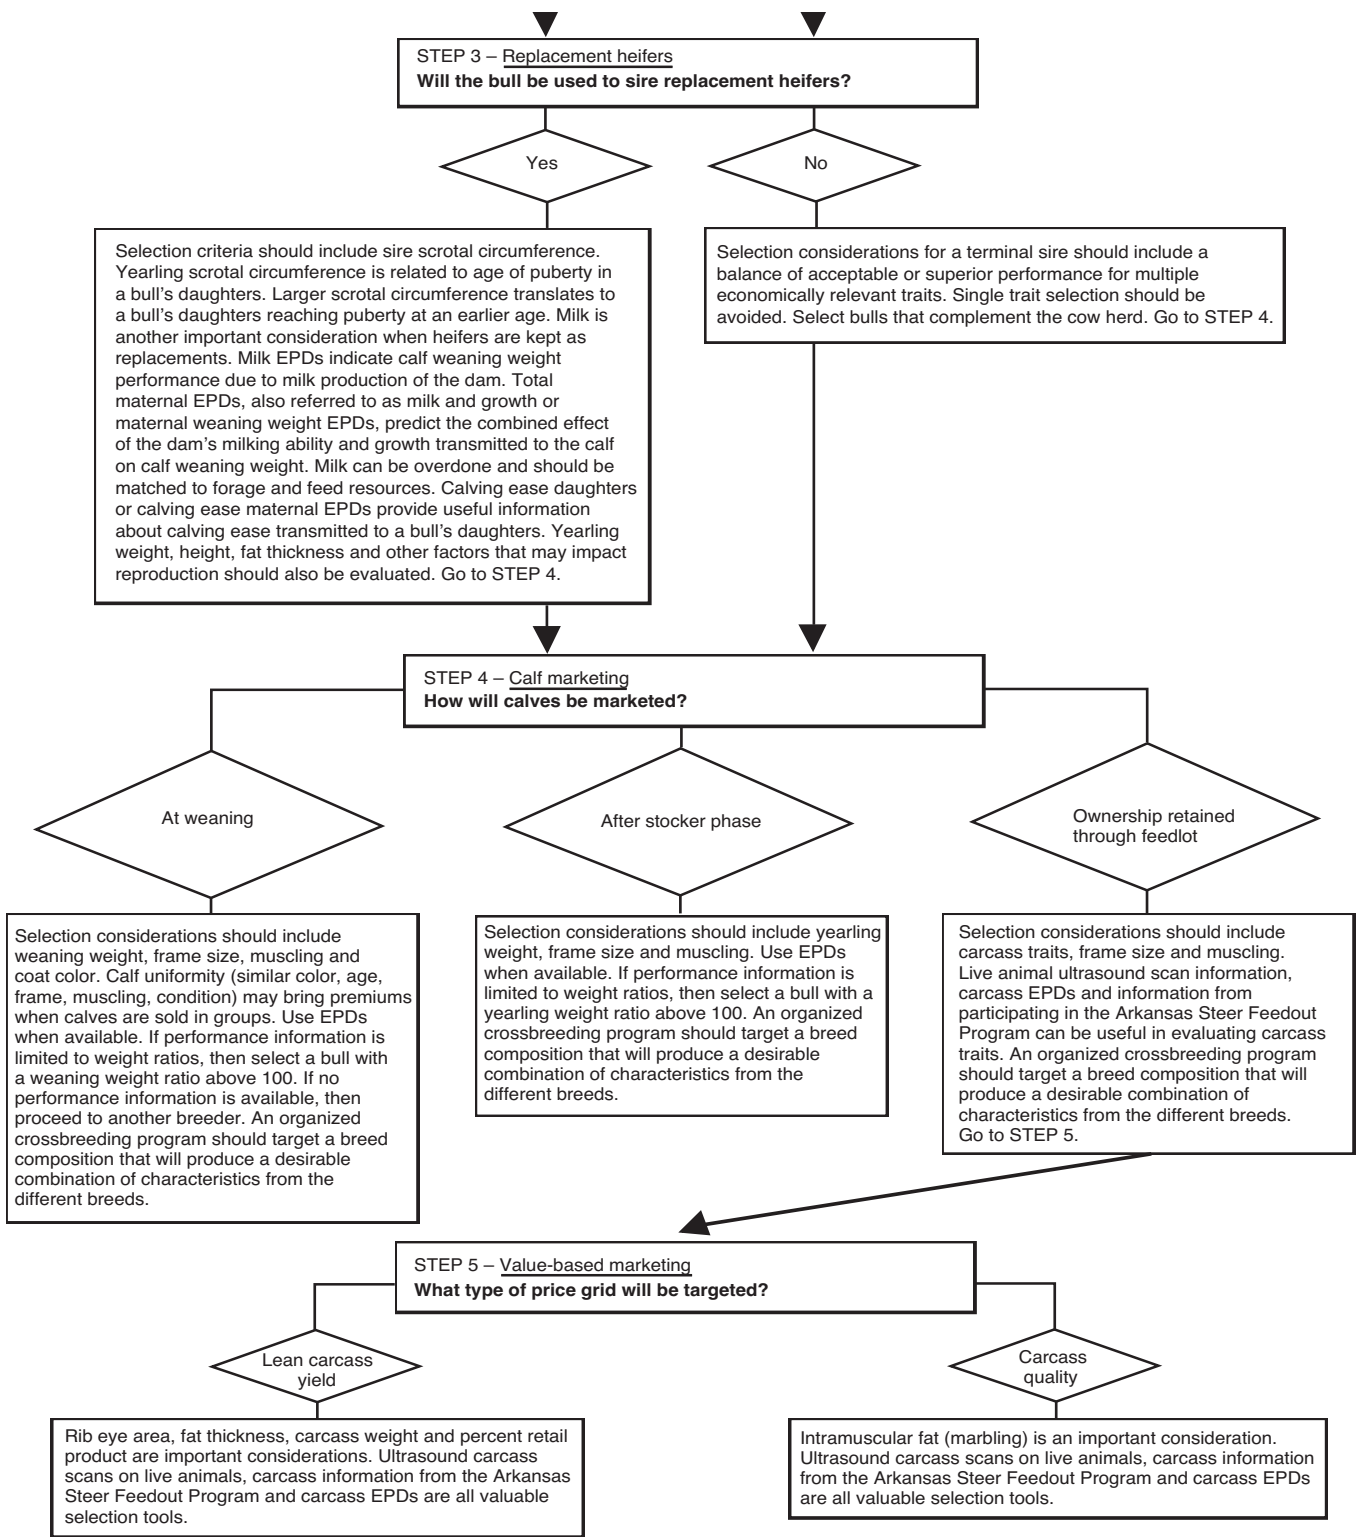 STEP 3 – Replacement heifers
Will the bull be used to sire replacement heifers?
Yes
No
Selection criteria should include sire scrotal circumference.
Yearling scrotal circumference is related to age of puberty in
a bull's daughters. Larger scrotal circumference translates to
a bull's daughters reaching puberty at an earlier age. Milk is
another important consideration when heifers are kept as
replacements. Milk EPDs indicate calf weaning weight
performance due to milk production of the dam. Total
maternal EPDs, also referred to as milk and growth or
maternal weaning weight EPDs, predict the combined effect
of the dam's milking ability and growth transmitted to the calf
on calf weaning weight. Milk can be overdone and should be
matched to forage and feed resources. Calving ease daughters
or calving ease maternal EPDs provide useful information
about calving ease transmitted to a bull's daughters. Yearling
weight, height, fat thickness and other factors that may impact
reproduction should also be evaluated. Go to STEP 4.
Selection considerations for a terminal sire should include a
balance of acceptable or superior performance for multiple
economically relevant traits. Single trait selection should be
avoided. Select bulls that complement the cow herd. Go to STEP 4.
STEP 4 – Calf marketing
How will calves be marketed?
At weaning
After stocker phase
Ownership retained
through feedlot
Selection considerations should include
weaning weight, frame size, muscling and
coat color. Calf uniformity (similar color, age,
frame, muscling, condition) may bring premiums
when calves are sold in groups. Use EPDs
when available. If performance information is
limited to weight ratios, then select a bull with
a weaning weight ratio above 100. If no
performance information is available, then
proceed to another breeder. An organized
crossbreeding program should target a breed
composition that will produce a desirable
combination of characteristics from the
different breeds.
Selection considerations should include yearling
weight, frame size and muscling. Use EPDs
when available. If performance information is
limited to weight ratios, then select a bull with a
yearling weight ratio above 100. An organized
crossbreeding program should target a breed
composition that will produce a desirable
combination of characteristics from the
different breeds.
Selection considerations should include
carcass traits, frame size and muscling.
Live animal ultrasound scan information,
carcass EPDs and information from
participating in the Arkansas Steer Feedout
Program can be useful in evaluating carcass
traits. An organized crossbreeding program
should target a breed composition that will
produce a desirable combination of
characteristics from the different breeds.
Go to STEP 5.
STEP 5 – Value-based marketing
What type of price grid will be targeted?
Lean carcass
yield
Carcass
quality
Rib eye area, fat thickness, carcass weight and percent retail
product are important considerations. Ultrasound carcass
scans on live animals, carcass information from the Arkansas
Steer Feedout Program and carcass EPDs are all valuable
selection tools.
Intramuscular fat (marbling) is an important consideration.
Ultrasound carcass scans on live animals, carcass information
from the Arkansas Steer Feedout Program and carcass EPDs
are all valuable selection tools.